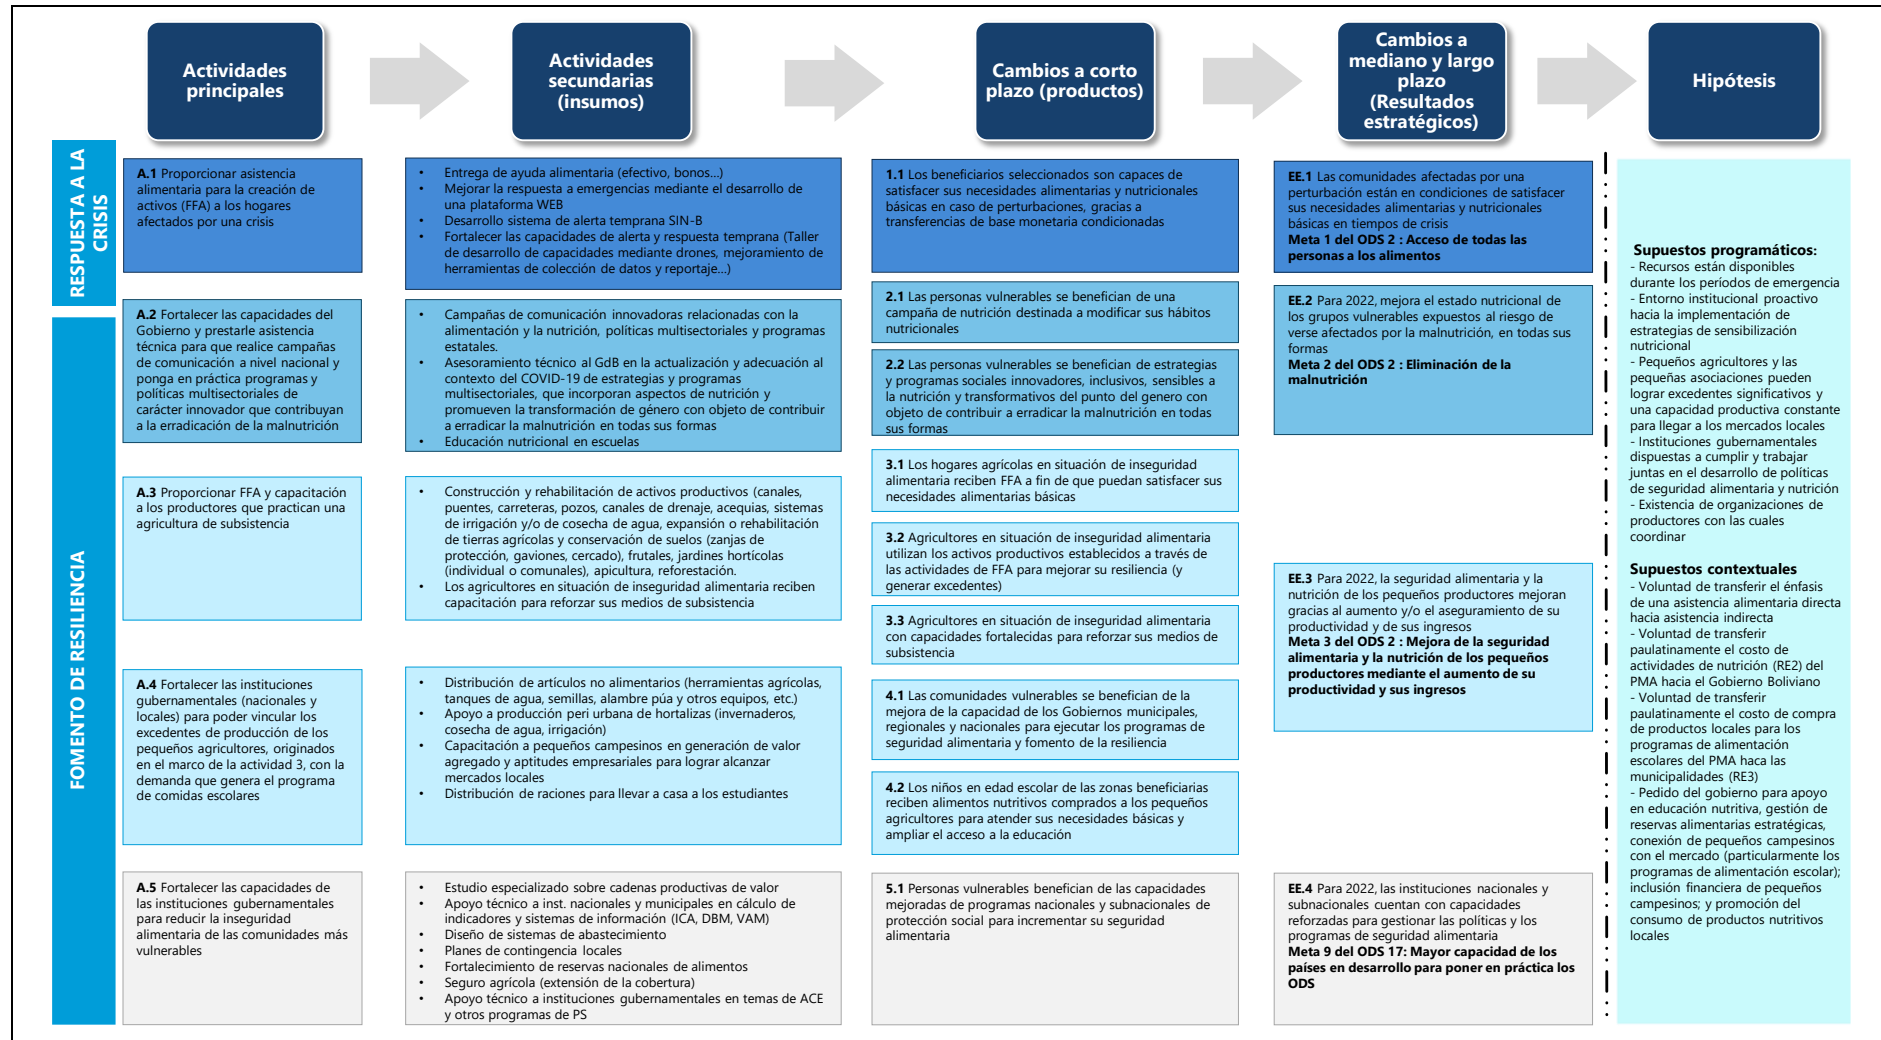 Actividades
principales
Actividades
secundarias
(insumos)
Cambios a corto
plazo (productos)
Cambios a
mediano y largo
plazo
(Resultados
estratégicos)
Hipótesis
RESPUESTA A LA
CRISIS
A.1 Proporcionar asistencia
alimentaria para la creación de
activos (FFA) a los hogares
afectados por una crisis
• Entrega de ayuda alimentaria (efectivo, bonos...)
• Mejorar la respuesta a emergencias mediante el desarrollo de
una plataforma WEB
• Desarrollo sistema de alerta temprana SIN-B
• Fortalecer las capacidades de alerta y respuesta temprana (Taller
de desarrollo de capacidades mediante drones, mejoramiento de
herramientas de colección de datos y reportaje...)
1.1 Los beneficiarios seleccionados son capaces de
satisfacer sus necesidades alimentarias y nutricionales
básicas en caso de perturbaciones, gracias a
transferencias de base monetaria condicionadas
EE.1 Las comunidades afectadas por una
perturbación están en condiciones de satisfacer
sus necesidades alimentarias y nutricionales
básicas en tiempos de crisis
Meta 1 del ODS 2 : Acceso de todas las
personas a los alimentos
FOMENTO DE RESILIENCIA
A.2 Fortalecer las capacidades del
Gobierno y prestarle asistencia
técnica para que realice campañas
de comunicación a nivel nacional y
ponga en práctica programas y
políticas multisectoriales de
carácter innovador que contribuyan
a la erradicación de la malnutrición
• Campañas de comunicación innovadoras relacionadas con la
alimentación y la nutrición, políticas multisectoriales y programas
estatales.
• Asesoramiento técnico al GdB en la actualización y adecuación al
contexto del COVID-19 de estrategias y programas
multisectoriales, que incorporan aspectos de nutrición y
promueven la transformación de género con objeto de contribuir
a erradicar la malnutrición en todas sus formas
• Educación nutricional en escuelas
2.1 Las personas vulnerables se benefician de una
campaña de nutrición destinada a modificar sus hábitos
nutricionales
2.2 Las personas vulnerables se benefician de estrategias
y programas sociales innovadores, inclusivos, sensibles a
la nutrición y transformativos del punto del genero con
objeto de contribuir a erradicar la malnutrición en todas
sus formas
EE.2 Para 2022, mejora el estado nutricional de
los grupos vulnerables expuestos al riesgo de
verse afectados por la malnutrición, en todas sus
formas
Meta 2 del ODS 2 : Eliminación de la
malnutrición
A.3 Proporcionar FFA y capacitación
a los productores que practican una
agricultura de subsistencia
• Construcción y rehabilitación de activos productivos (canales,
puentes, carreteras, pozos, canales de drenaje, acequias, sistemas
de irrigación y/o de cosecha de agua, expansión o rehabilitación
de tierras agrícolas y conservación de suelos (zanjas de
protección, gaviones, cercado), frutales, jardines hortícolas
(individual o comunales), apicultura, reforestación.
• Los agricultores en situación de inseguridad alimentaria reciben
capacitación para reforzar sus medios de subsistencia
3.1 Los hogares agrícolas en situación de inseguridad
alimentaria reciben FFA a fin de que puedan satisfacer sus
necesidades alimentarias básicas
3.2 Agricultores en situación de inseguridad alimentaria
utilizan los activos productivos establecidos a través de
las actividades de FFA para mejorar su resiliencia (y
generar excedentes)
3.3 Agricultores en situación de inseguridad alimentaria
con capacidades fortalecidas para reforzar sus medios de
subsistencia
EE.3 Para 2022, la seguridad alimentaria y la
nutrición de los pequeños productores mejoran
gracias al aumento y/o el aseguramiento de su
productividad y de sus ingresos
Meta 3 del ODS 2 : Mejora de la seguridad
alimentaria y la nutrición de los pequeños
productores mediante el aumento de su
productividad y sus ingresos
A.4 Fortalecer las instituciones
gubernamentales (nacionales y
locales) para poder vincular los
excedentes de producción de los
pequeños agricultores, originados
en el marco de la actividad 3, con la
demanda que genera el programa
de comidas escolares
• Distribución de artículos no alimentarios (herramientas agrícolas,
tanques de agua, semillas, alambre púa y otros equipos, etc.)
• Apoyo a producción peri urbana de hortalizas (invernaderos,
cosecha de agua, irrigación)
• Capacitación a pequeños campesinos en generación de valor
agregado y aptitudes empresariales para lograr alcanzar
mercados locales
• Distribución de raciones para llevar a casa a los estudiantes
4.1 Las comunidades vulnerables se benefician de la
mejora de la capacidad de los Gobiernos municipales,
regionales y nacionales para ejecutar los programas de
seguridad alimentaria y fomento de la resiliencia
4.2 Los niños en edad escolar de las zonas beneficiarias
reciben alimentos nutritivos comprados a los pequeños
agricultores para atender sus necesidades básicas y
ampliar el acceso a la educación
A.5 Fortalecer las capacidades de
las instituciones gubernamentales
para reducir la inseguridad
alimentaria de las comunidades más
vulnerables
• Estudio especializado sobre cadenas productivas de valor
• Apoyo técnico a inst. nacionales y municipales en cálculo de
indicadores y sistemas de información (ICA, DBM, VAM)
• Diseño de sistemas de abastecimiento
• Planes de contingencia locales
• Fortalecimiento de reservas nacionales de alimentos
• Seguro agrícola (extensión de la cobertura)
• Apoyo técnico a instituciones gubernamentales en temas de ACE
y otros programas de PS
5.1 Personas vulnerables benefician de las capacidades
mejoradas de programas nacionales y subnacionales de
protección social para incrementar su seguridad
alimentaria
EE.4 Para 2022, las instituciones nacionales y
subnacionales cuentan con capacidades
reforzadas para gestionar las políticas y los
programas de seguridad alimentaria
Meta 9 del ODS 17: Mayor capacidad de los
países en desarrollo para poner en práctica los
ODS
Supuestos programáticos:
- Recursos están disponibles
durante los períodos de emergencia
- Entorno institucional proactivo
hacia la implementación de
estrategias de sensibilización
nutricional
- Pequeños agricultores y las
pequeñas asociaciones pueden
lograr excedentes significativos y
una capacidad productiva constante
para llegar a los mercados locales
- Instituciones gubernamentales
dispuestas a cumplir y trabajar
juntas en el desarrollo de políticas
de seguridad alimentaria y nutrición
- Existencia de organizaciones de
productores con las cuales
coordinar
Supuestos contextuales
- Voluntad de transferir el énfasis
de una asistencia alimentaria directa
hacia asistencia indirecta
- Voluntad de transferir
paulatinamente el costo de
actividades de nutrición (RE2) del
PMA hacia el Gobierno Boliviano
- Voluntad de transferir
paulatinamente el costo de compra
de productos locales para los
programas de alimentación
escolares del PMA haca las
municipalidades (RE3)
- Pedido del gobierno para apoyo
en educación nutritiva, gestión de
reservas alimentarias estratégicas,
conexión de pequeños campesinos
con el mercado (particularmente los
programas de alimentación escolar);
inclusión financiera de pequeños
campesinos; y promoción del
consumo de productos nutritivos
locales